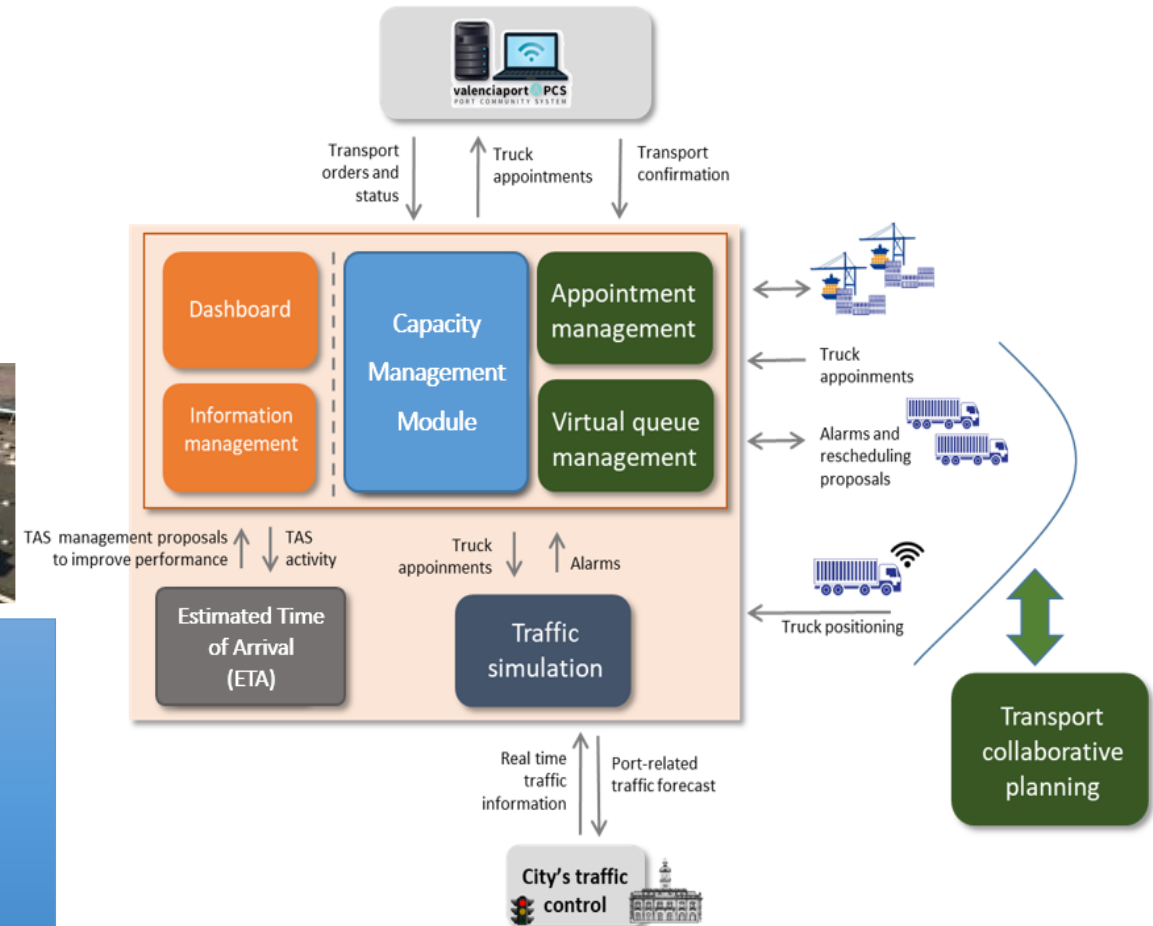 valenciaport PCS
PORT COMMUNITY SYSTEM
Transport
orders and
status
Truck
appointments
Transport
confirmation
Dashboard
Information
management
Capacity
Management
Module
Appointment
management
Virtual queue
management
Truck
appoinments
Alarms and
rescheduling
proposals
TAS management proposals
to improve performance
TAS
activity
Truck
appoinments
Alarms
Truck positioning
Estimated Time
of Arrival
(ETA)
Traffic
simulation
Transport
collaborative
planning
Real time
traffic
information
Port-related
traffic forecast
City's traffic
control